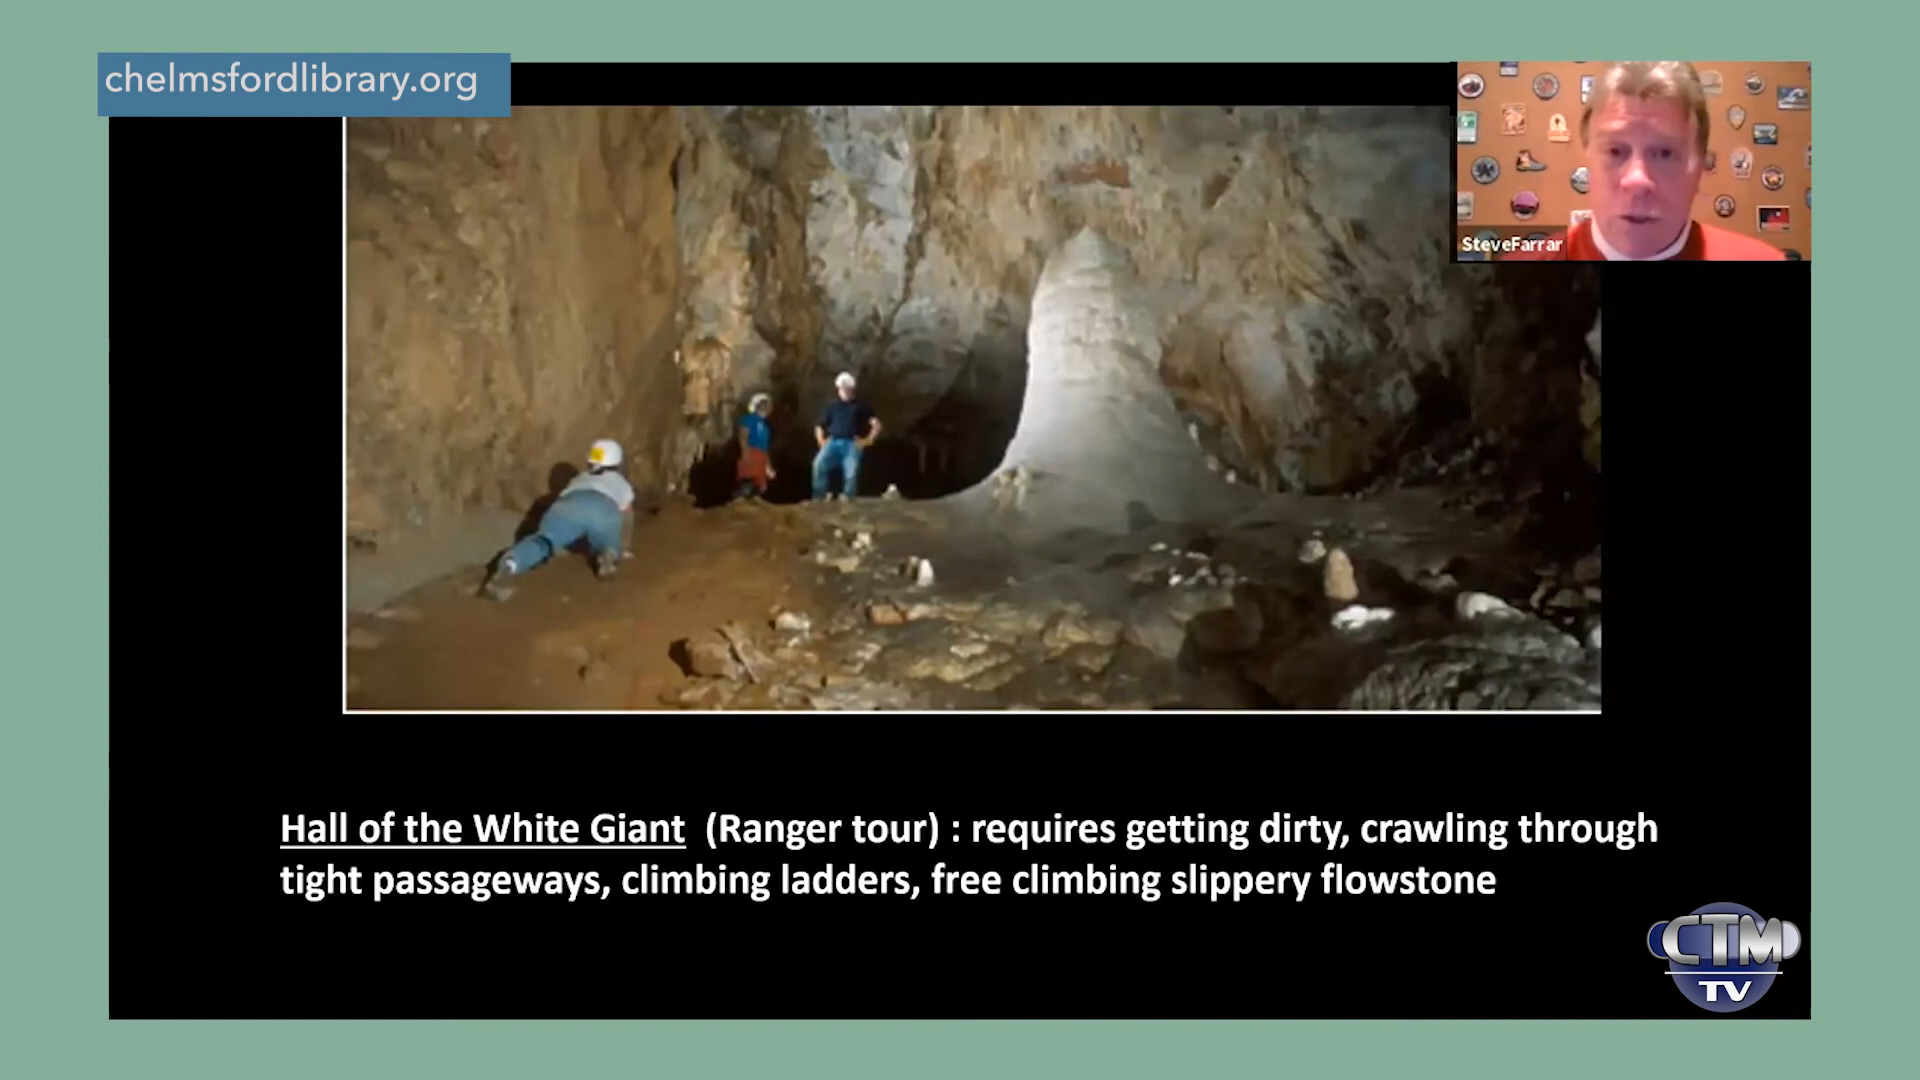 chelmsfordlibrary.org
SteveFarrar
Hall of the White Giant (Ranger tour) : requires getting dirty, crawling through
tight passageways, climbing ladders, free climbing slippery flowstone
CTM
TV